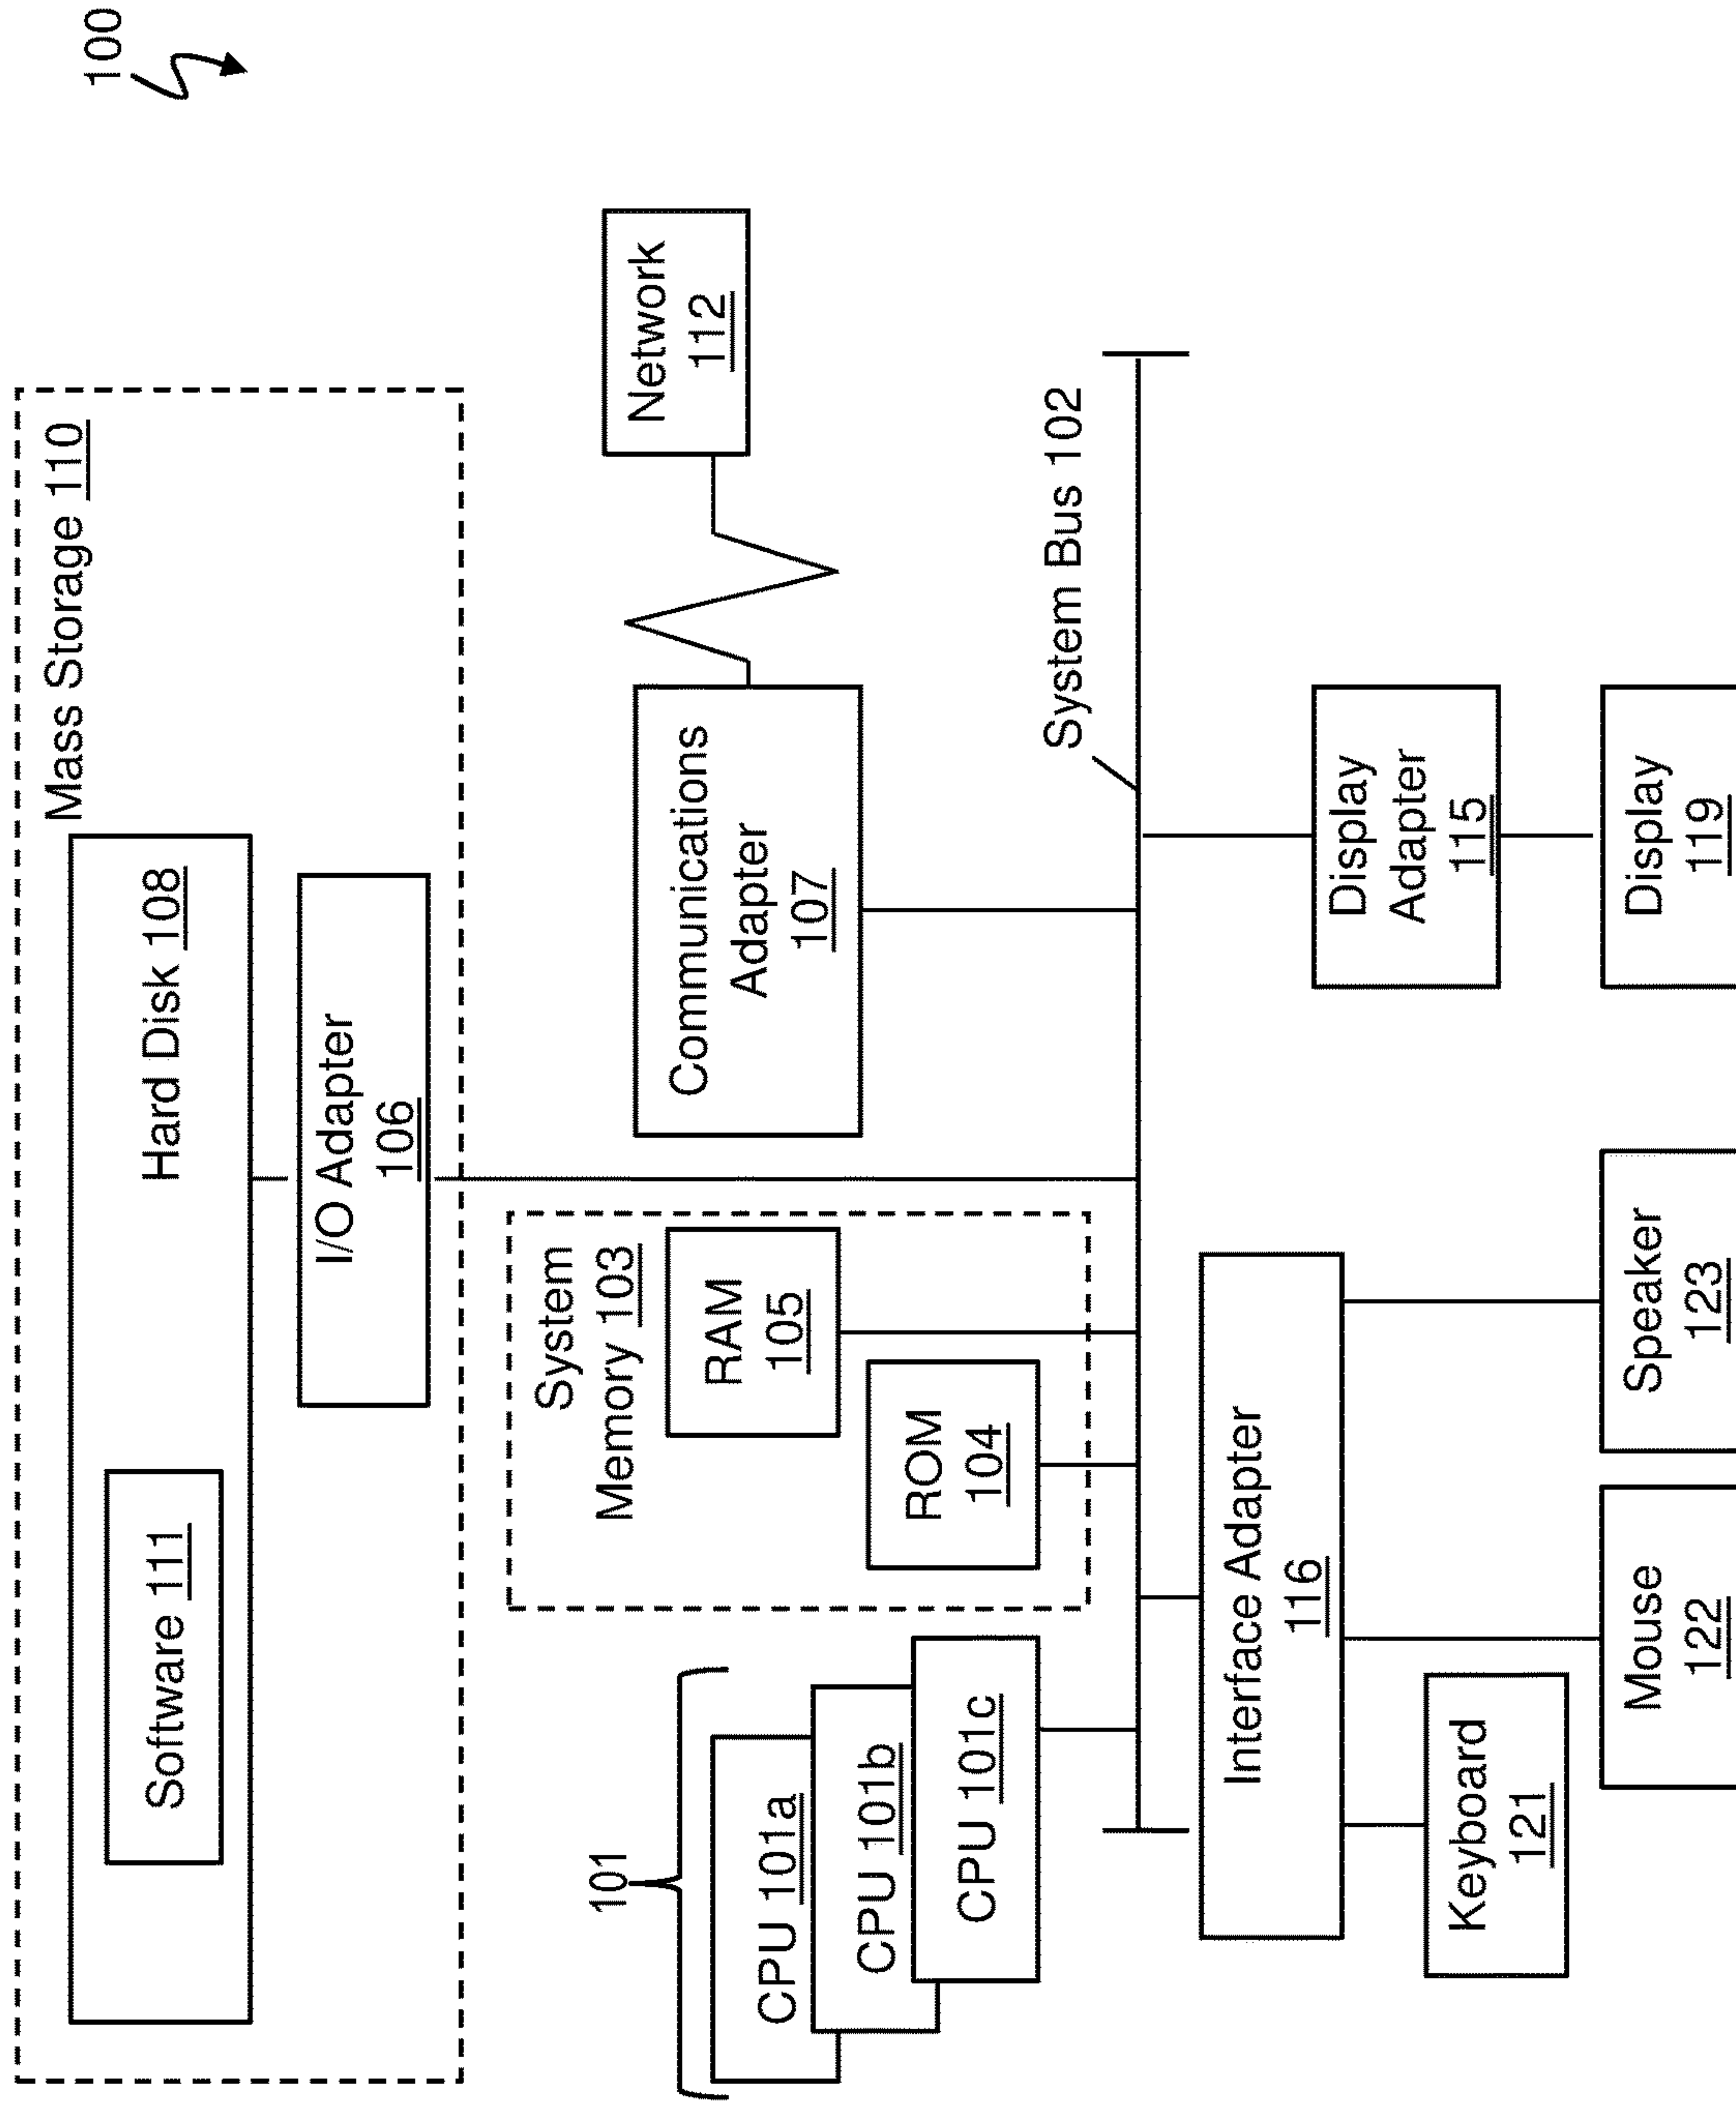 100
Mass Storage 110
Hard Disk 108
Software 111
I/O Adapter
106
101
CPU 101a
CPU 101b
CPU 101c
System
Memory 103
RAM
105
ROM
104
Communications
Adapter
107
Network
112
System Bus 102
Interface Adapter
116
Display
Adapter
115
Keyboard
121
Mouse
122
Speaker
123
Display
119